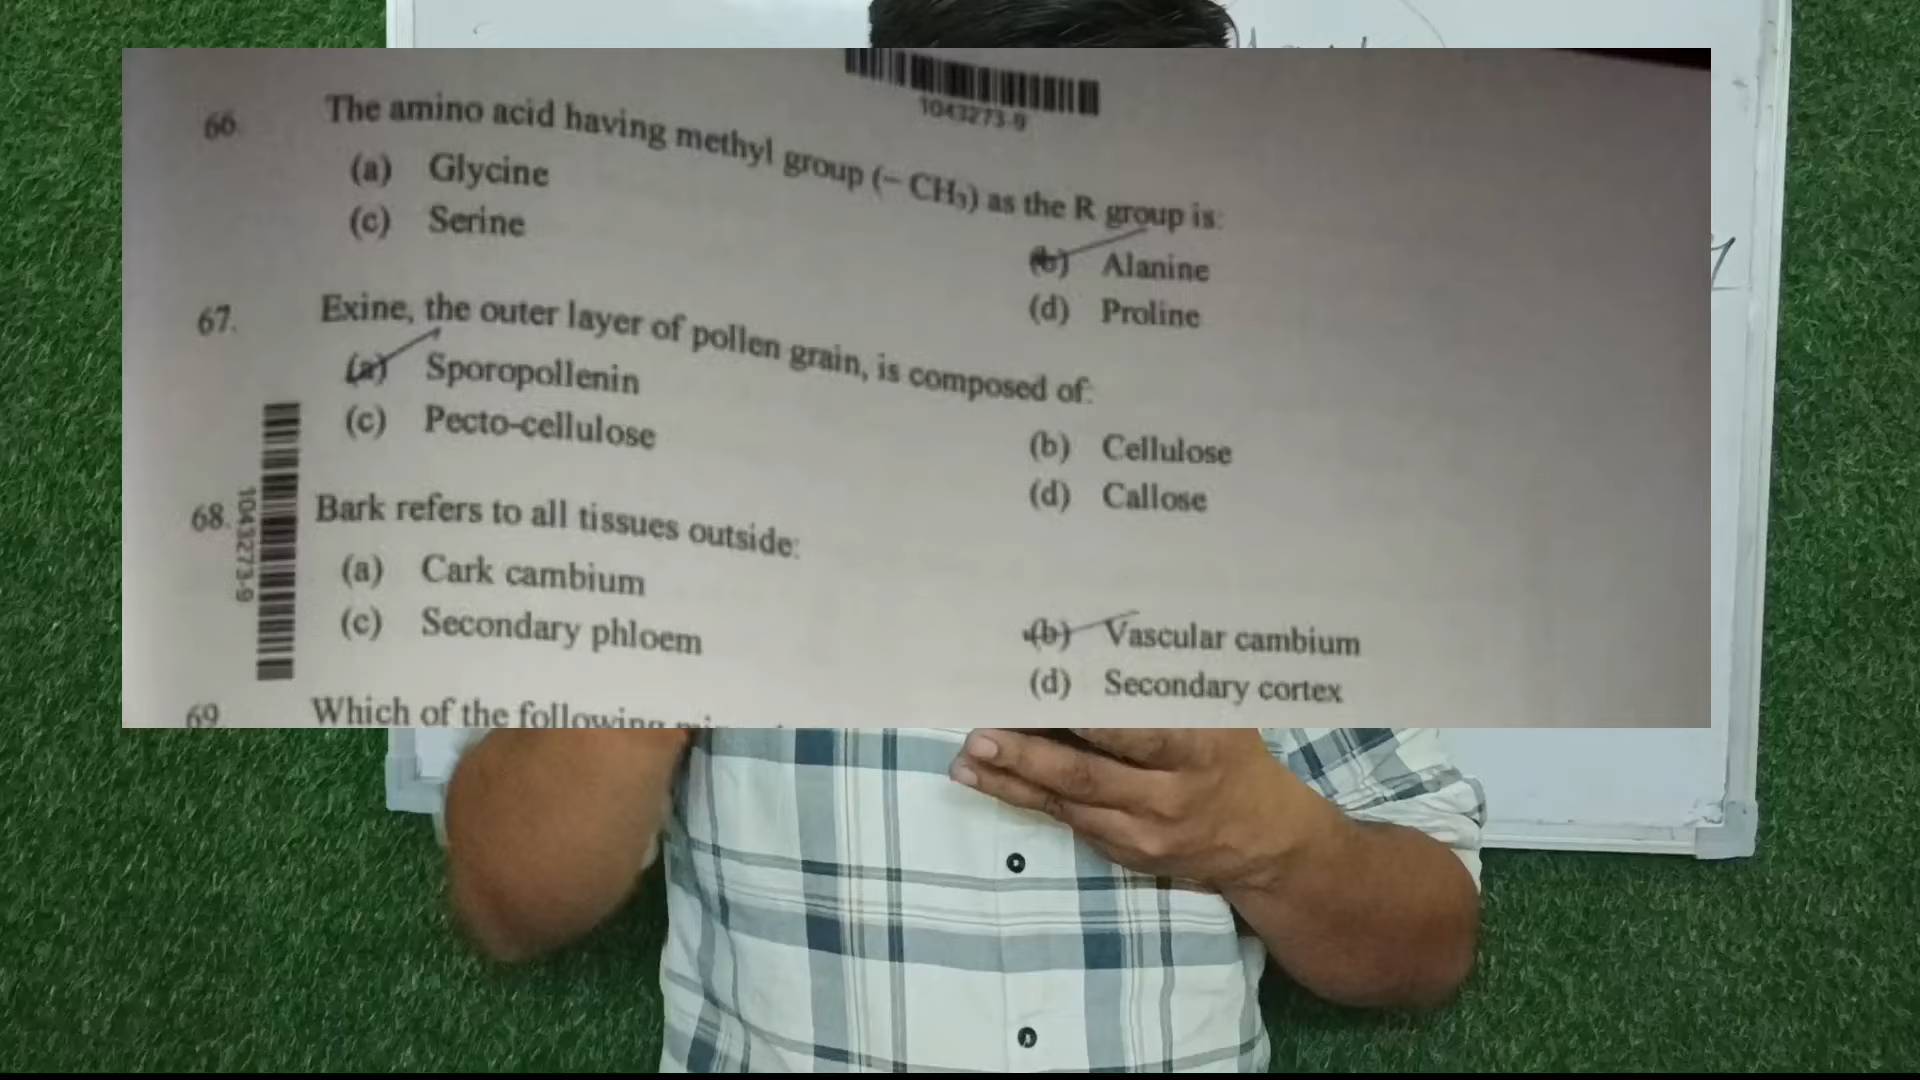 1043273-9
66. The amino acid having methyl group (– CH₃) as the R group is:
(a) Glycine
(b) Alanine
(c) Serine
(d) Proline
67. Exine, the outer layer of pollen grain, is composed of:
(a) Sporopollenin
(b) Cellulose
(c) Pecto-cellulose
(d) Callose
1043273-9
68. Bark refers to all tissues outside:
(a) Cark cambium
(b) Vascular cambium
(c) Secondary phloem
(d) Secondary cortex
69. Which of the following